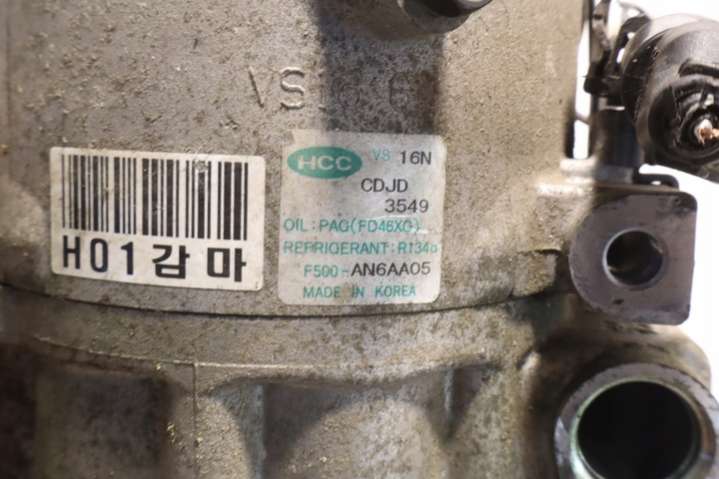 HCC VS 16N
CDJD
3549
OIL: PAG(FD46XG)
REFRIGERANT: R134a
F500-AN6AA05
MADE IN KOREA
H01감마